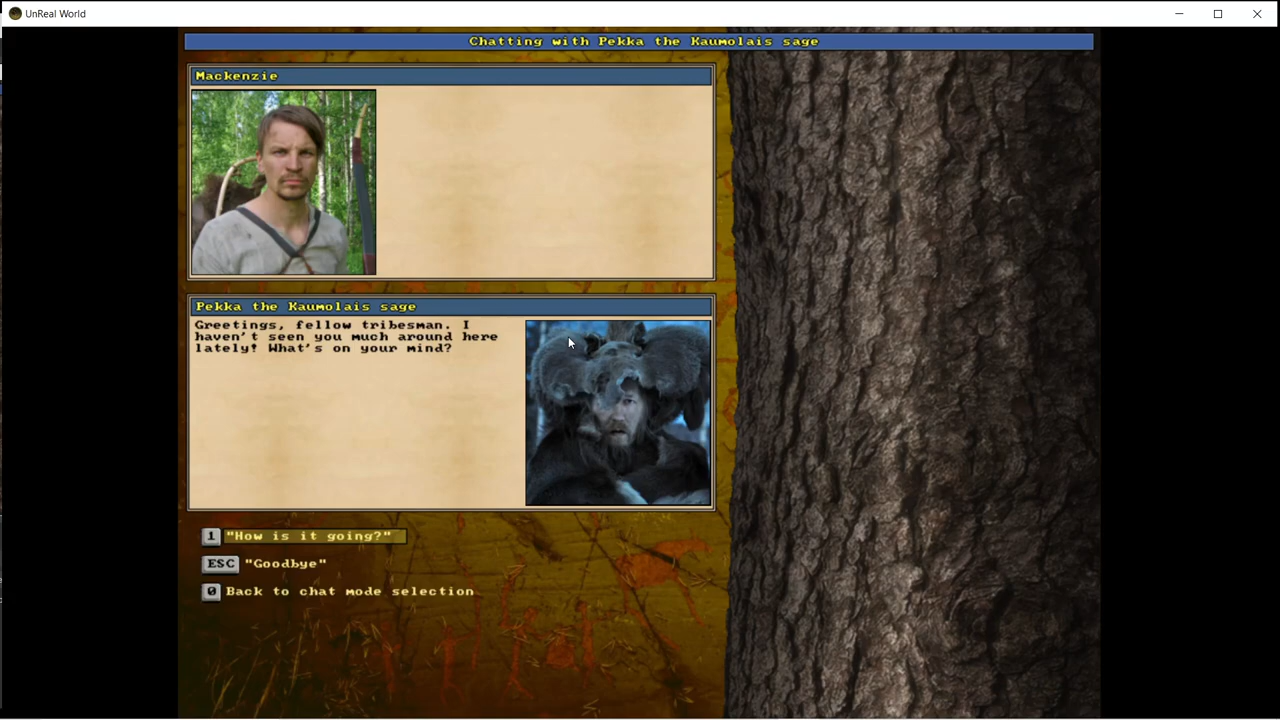 UnReal World
Chatting with Pekka the Kaumolais sage
Mackenzie
Pekka the Kaumolais sage
Greetings, fellow tribesman. I
haven't seen you much around here
lately! What's on your mind?
1 "How is it going?"
ESC "Goodbye"
0 Back to chat mode selection